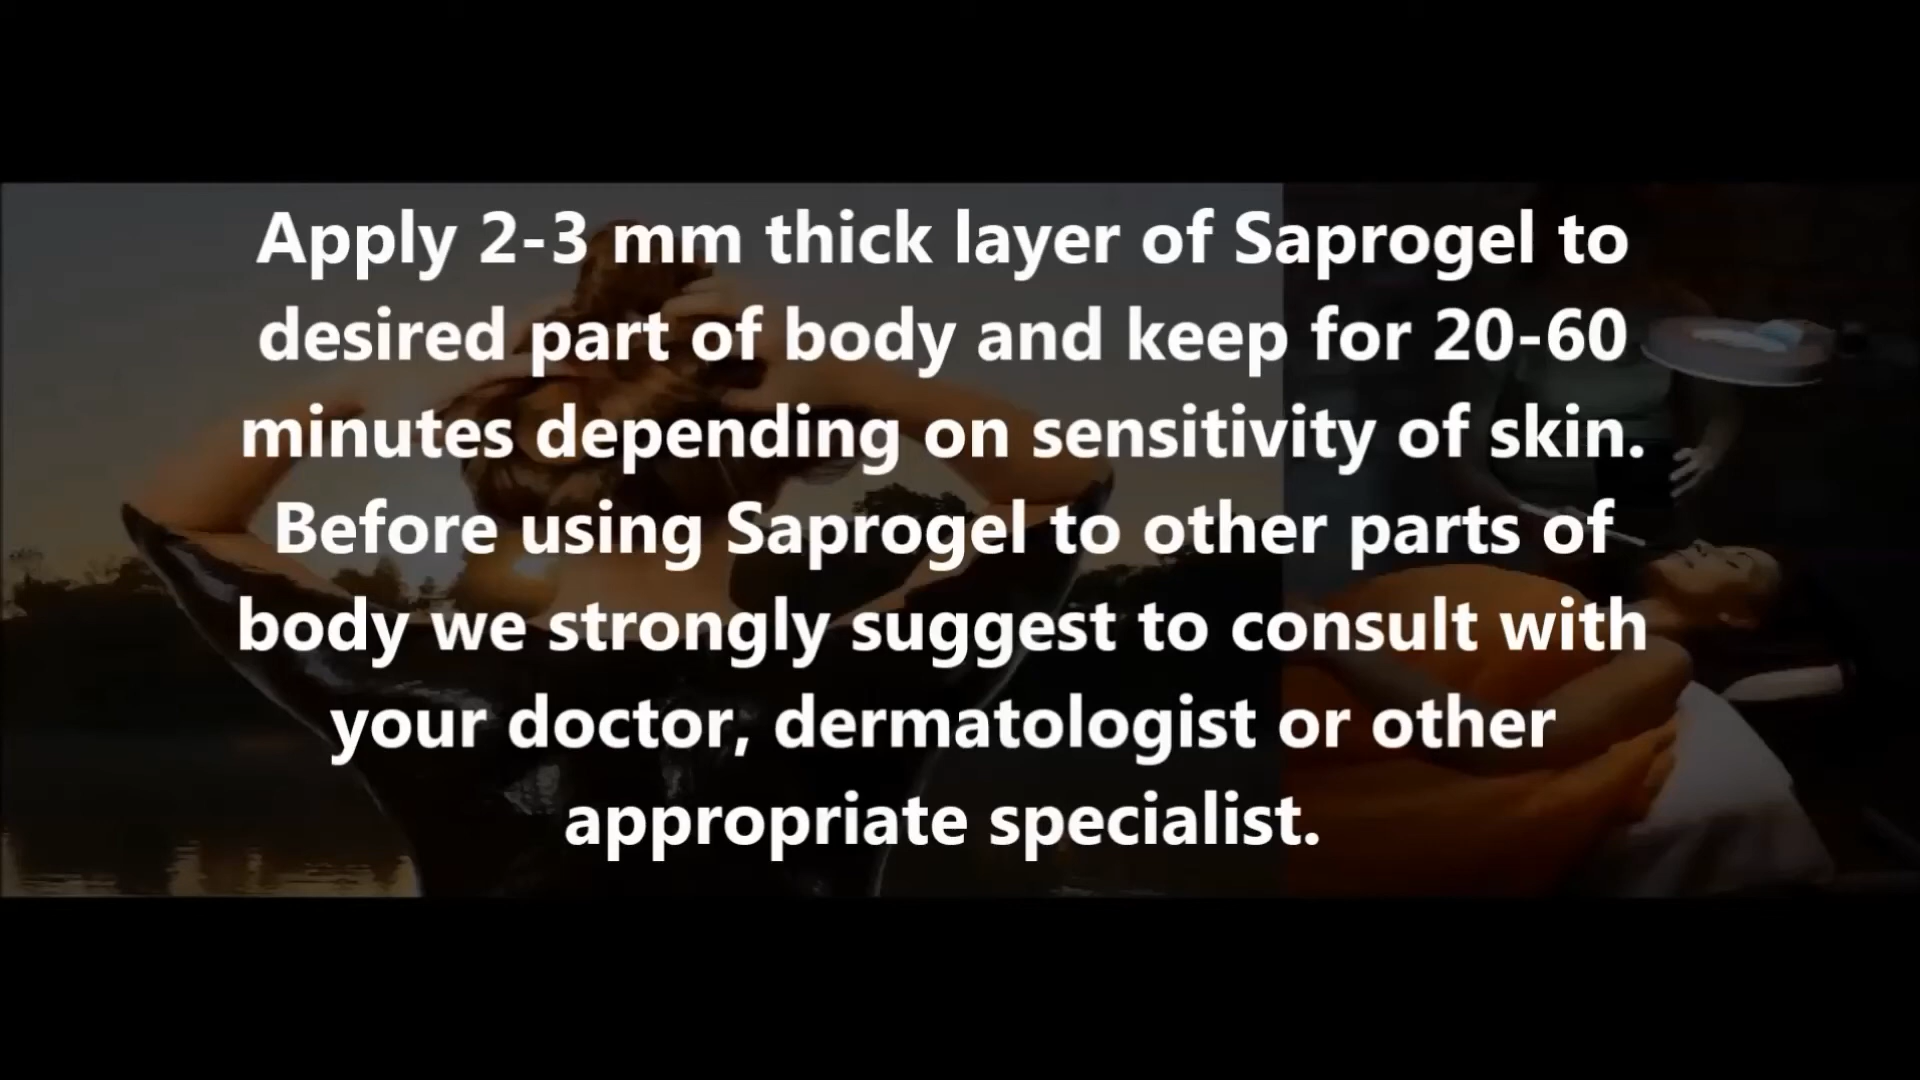 Apply 2-3 mm thick layer of Saprogel to
desired part of body and keep for 20-60
minutes depending on sensitivity of skin.
Before using Saprogel to other parts of
body we strongly suggest to consult with
your doctor, dermatologist or other
appropriate specialist.